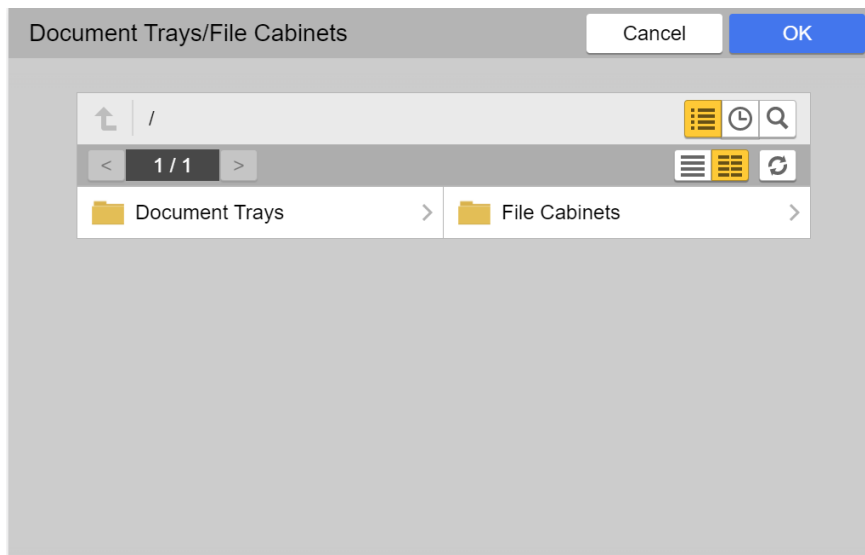 Document Trays/File Cabinets
Cancel
OK
/
<
1 / 1
>
Document Trays
File Cabinets